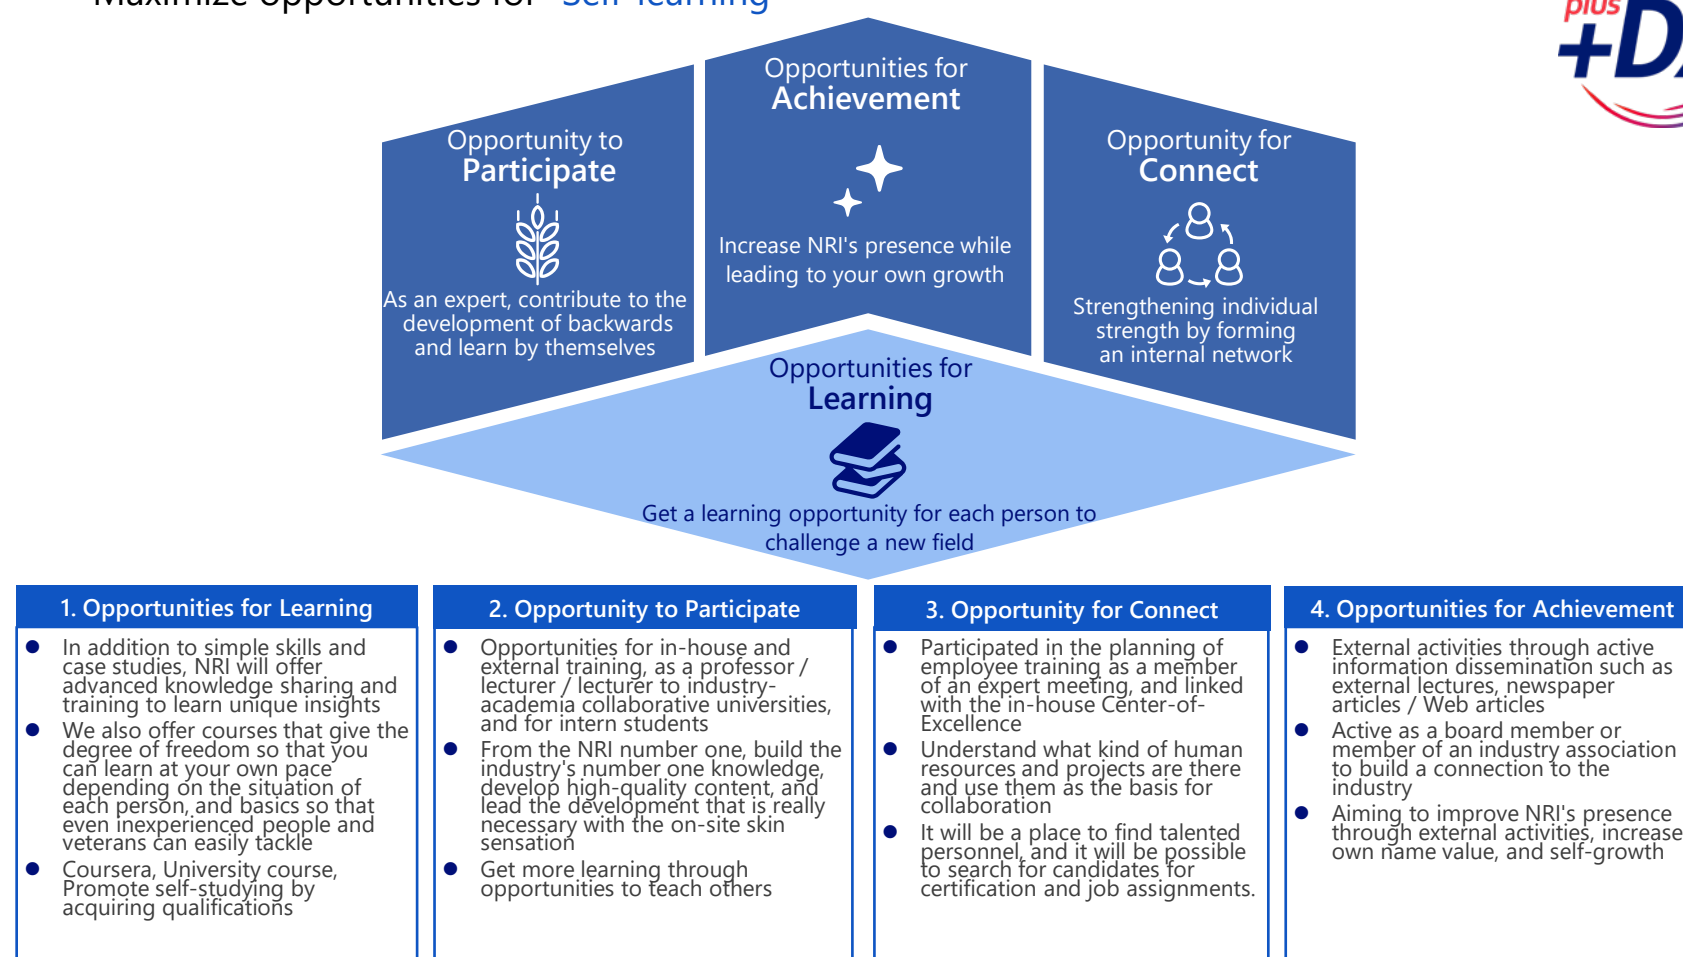 Maximize opportunities for "Self-learning"
plus
+DX
Opportunities for
Achievement
Increase NRI's presence while
leading to your own growth
Opportunity to
Participate
As an expert, contribute to the
development of backwards
and learn by themselves
Opportunity for
Connect
Strengthening individual
strength by forming
an internal network
Opportunities for
Learning
Get a learning opportunity for each person to
challenge a new field
1. Opportunities for Learning
● In addition to simple skills and
case studies, NRI will offer
advanced knowledge sharing and
training to learn unique insights
● We also offer courses that give the
degree of freedom so that you
can learn at your own pace
depending on the situation of
each person, and basics so that
even inexperienced people and
veterans can easily tackle
● Coursera, University course,
Promote self-studying by
acquiring qualifications
2. Opportunity to Participate
● Opportunities for in-house and
external training, as a professor /
lecturer / lecturer to industry-
academia collaborative universities,
and for intern students
● From the NRI number one, build the
industry's number one knowledge,
develop high-quality content, and
lead the development that is really
necessary with the on-site skin
sensation
● Get more learning through
opportunities to teach others
3. Opportunity for Connect
● Participated in the planning of
employee training as a member
of an expert meeting, and linked
with the in-house Center-of-
Excellence
● Understand what kind of human
resources and projects are there
and use them as the basis for
collaboration
● It will be a place to find talented
personnel, and it will be possible
to search for candidates for
certification and job assignments.
4. Opportunities for Achievement
● External activities through active
information dissemination such as
external lectures, newspaper
articles / Web articles
● Active as a board member or
member of an industry association
to build a connection to the
industry
● Aiming to improve NRI's presence
through external activities, increase
own name value, and self-growth